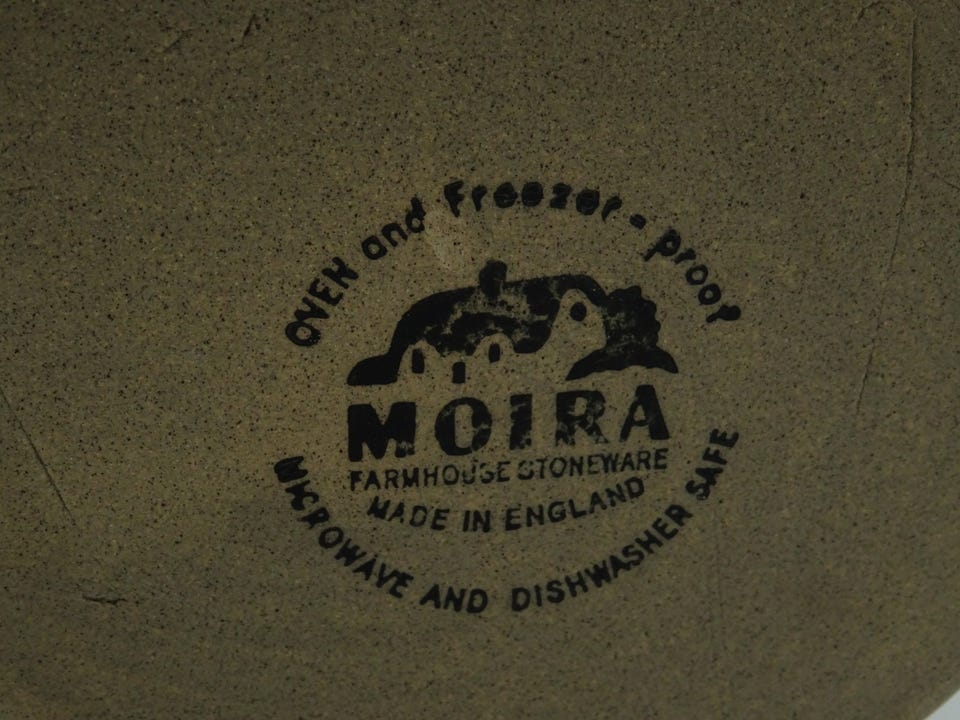 OVEN and Freezer-proof
MOIRA
FARMHOUSE STONEWARE
MADE IN ENGLAND
MICROWAVE AND DISHWASHER SAFE